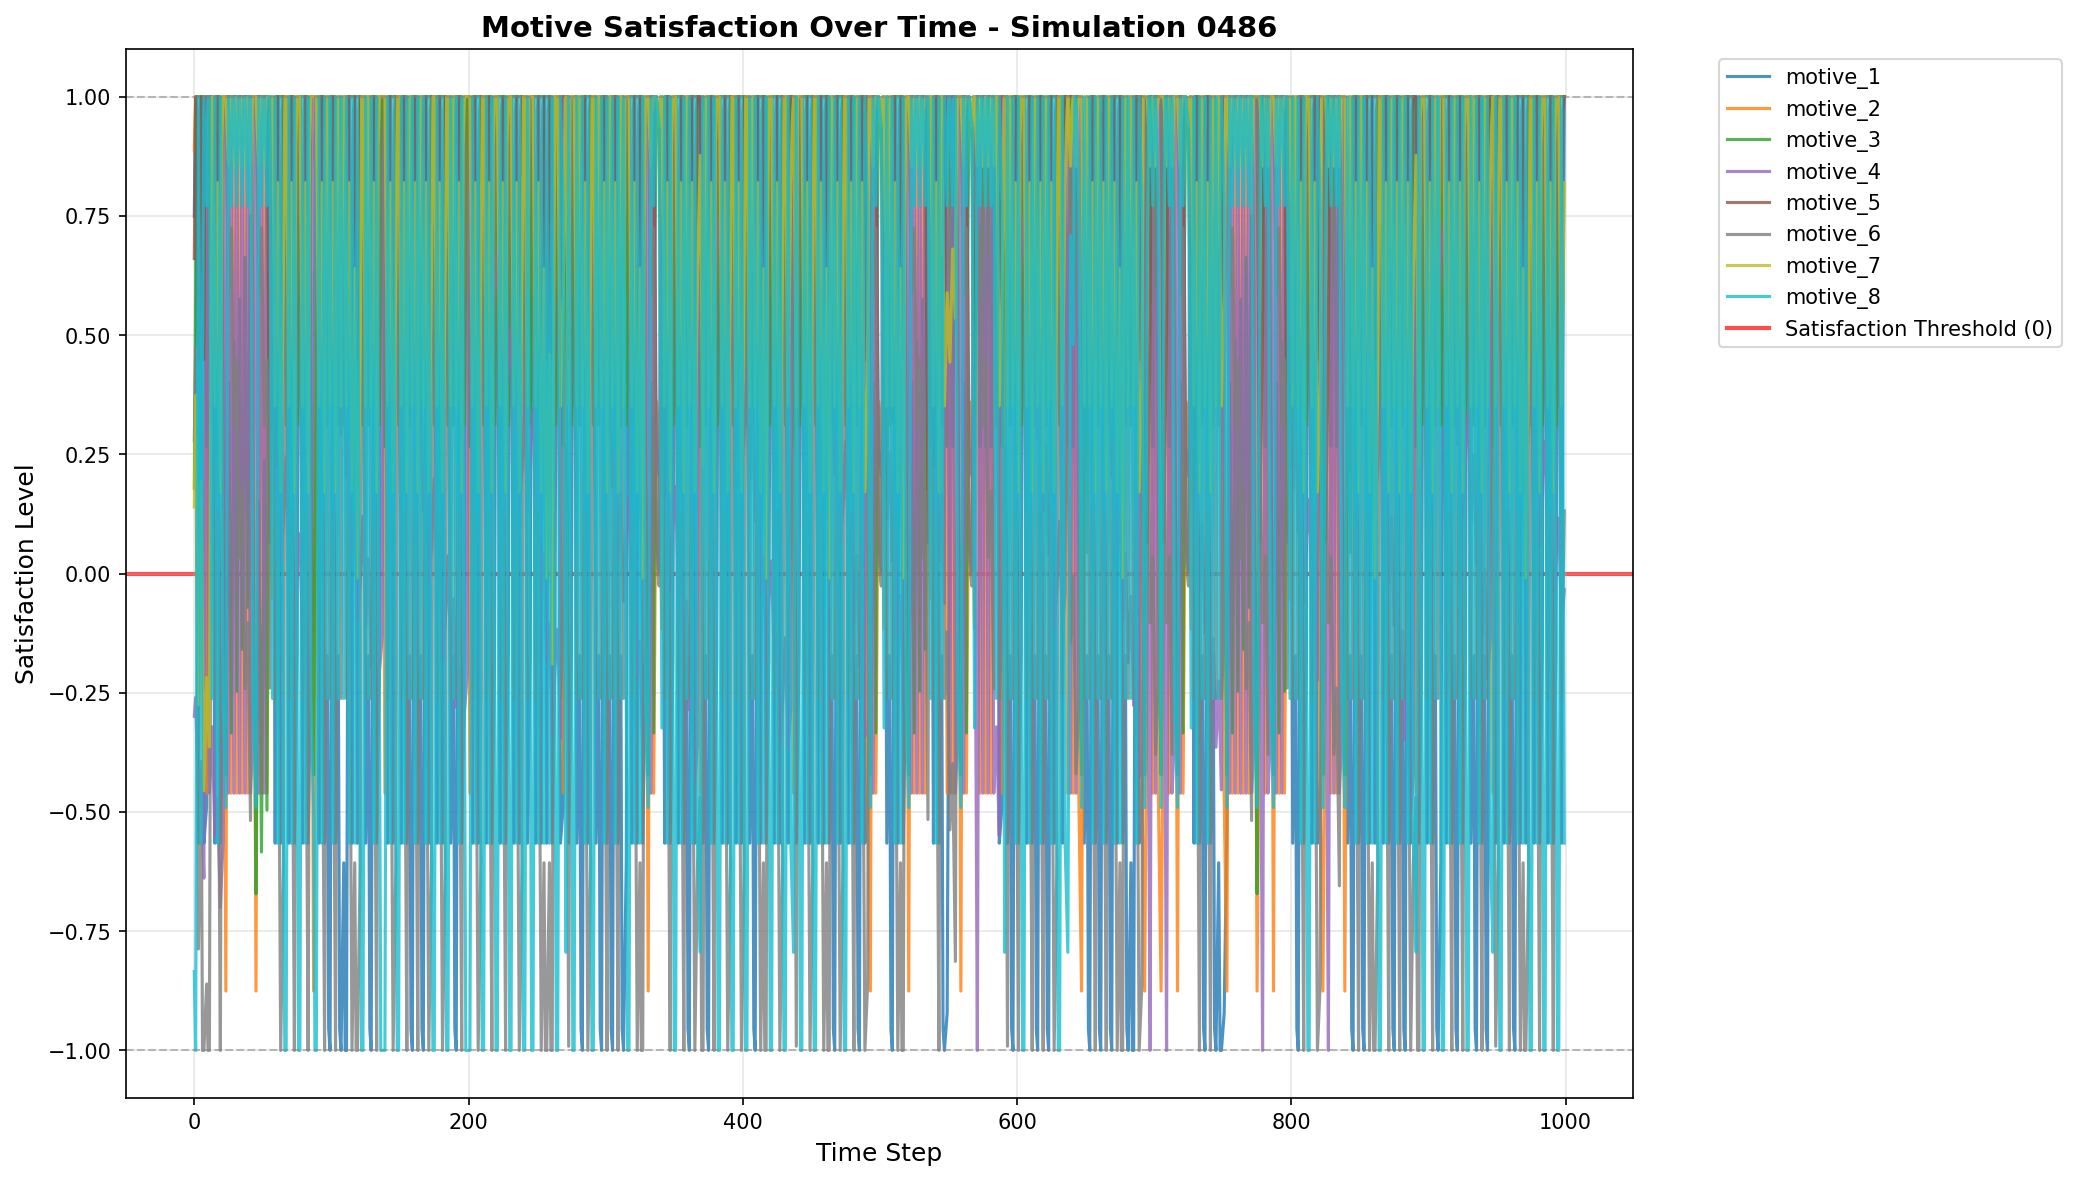 Motive Satisfaction Over Time - Simulation 0486
1.00
0.75
0.50
0.25
0.00
−0.25
−0.50
−0.75
−1.00
Satisfaction Level
0
200
400
600
800
1000
Time Step
motive_1
motive_2
motive_3
motive_4
motive_5
motive_6
motive_7
motive_8
Satisfaction Threshold (0)